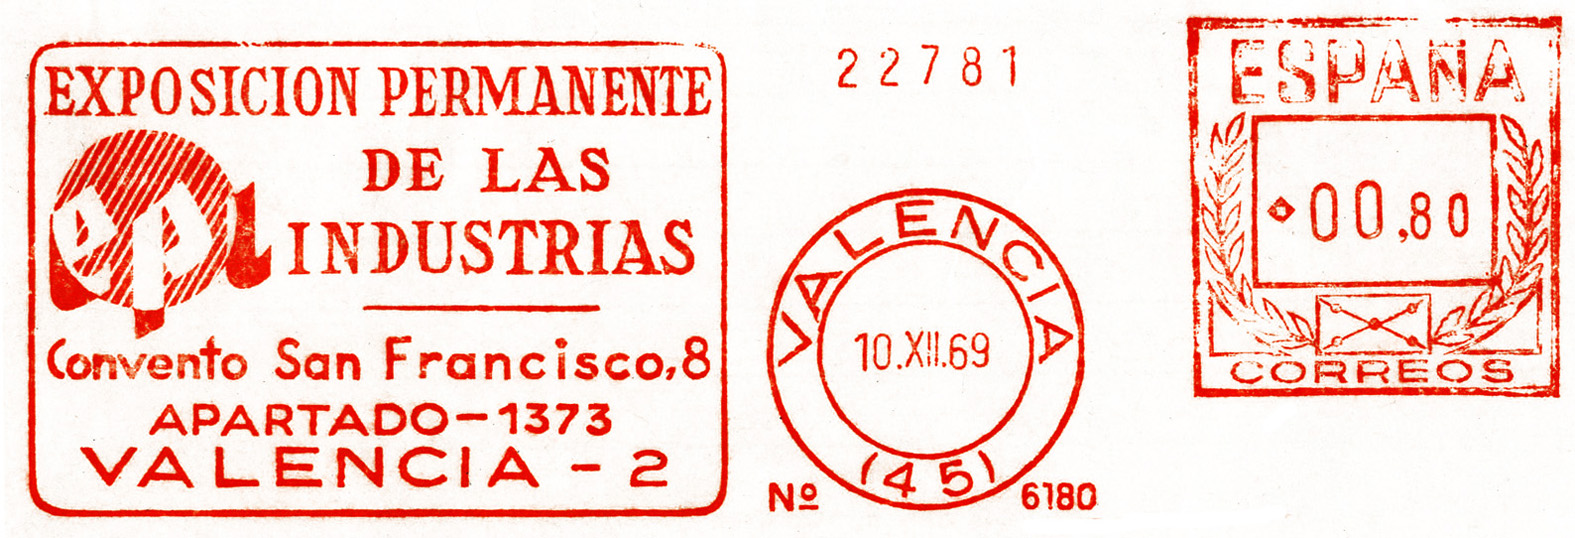 EXPOSICION PERMANENTE
DE LAS
INDUSTRIAS
epi
Convento San Francisco, 8
APARTADO-1373
VALENCIA - 2
22781
VALENCIA
10.XII.69
(45)
Nº 6180
ESPAÑA
00,80
CORREOS